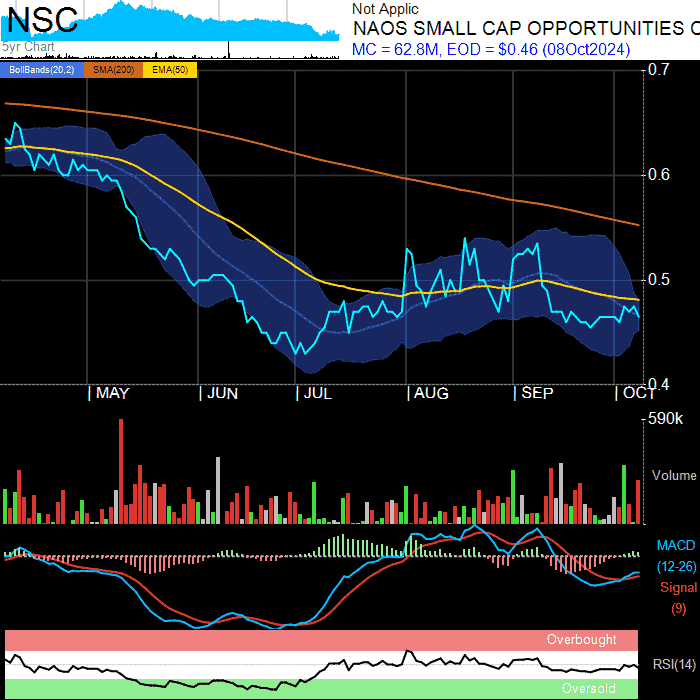 NSC
5yr Chart
Not Applic
NAOS SMALL CAP OPPORTUNITIES C
MC = 62.8M, EOD = $0.46 (08Oct2024)
BollBands(20,2) SMA(200) EMA(50)
0.7
0.6
0.5
0.4
MAY JUN JUL AUG SEP OCT
590k
Volume
MACD
(12-26)
Signal
(9)
Overbought
RSI(14)
Oversold